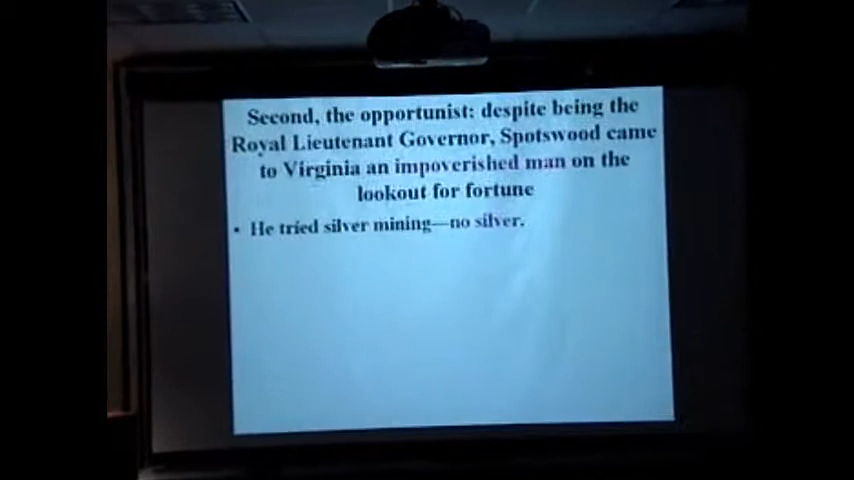 Second, the opportunist: despite being the
Royal Lieutenant Governor, Spotswood came
to Virginia an impoverished man on the
lookout for fortune
• He tried silver mining—no silver.